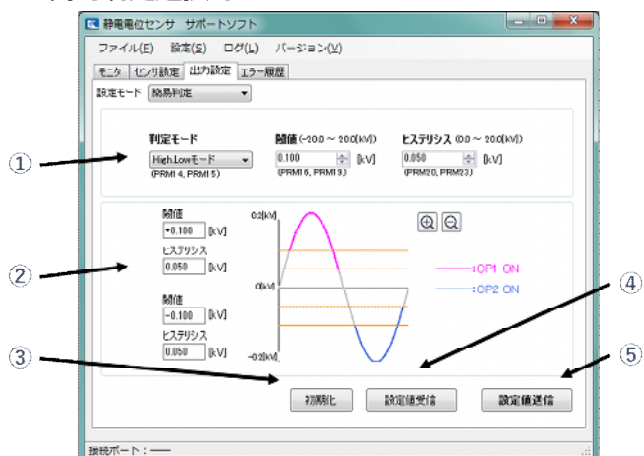 静電電位センサ サポートソフト
ファイル(E) 設定(S) ログ(L) バージョン(V)
モニタ センサ設定 出力設定 エラー履歴
設定モード 簡易判定
①
判定モード 閾値(-20.0 ～ 20.0[kV]) ヒステリシス (0.0 ～ 20.0[kV])
High.Lowモード 0.100 [kV] 0.050 [kV]
(PRM14, PRM15) (PRM16, PRM19) (PRM20, PRM23)
②
閾値
+0.100 [kV]
ヒステリシス
0.050 [kV]
閾値
-0.100 [kV]
ヒステリシス
0.050 [kV]
0.2[kV]
0[kV]
-0.2[kV]
:OP1 ON
:OP2 ON
③
④
⑤
初期化 設定値受信 設定値送信
接続ポート：――